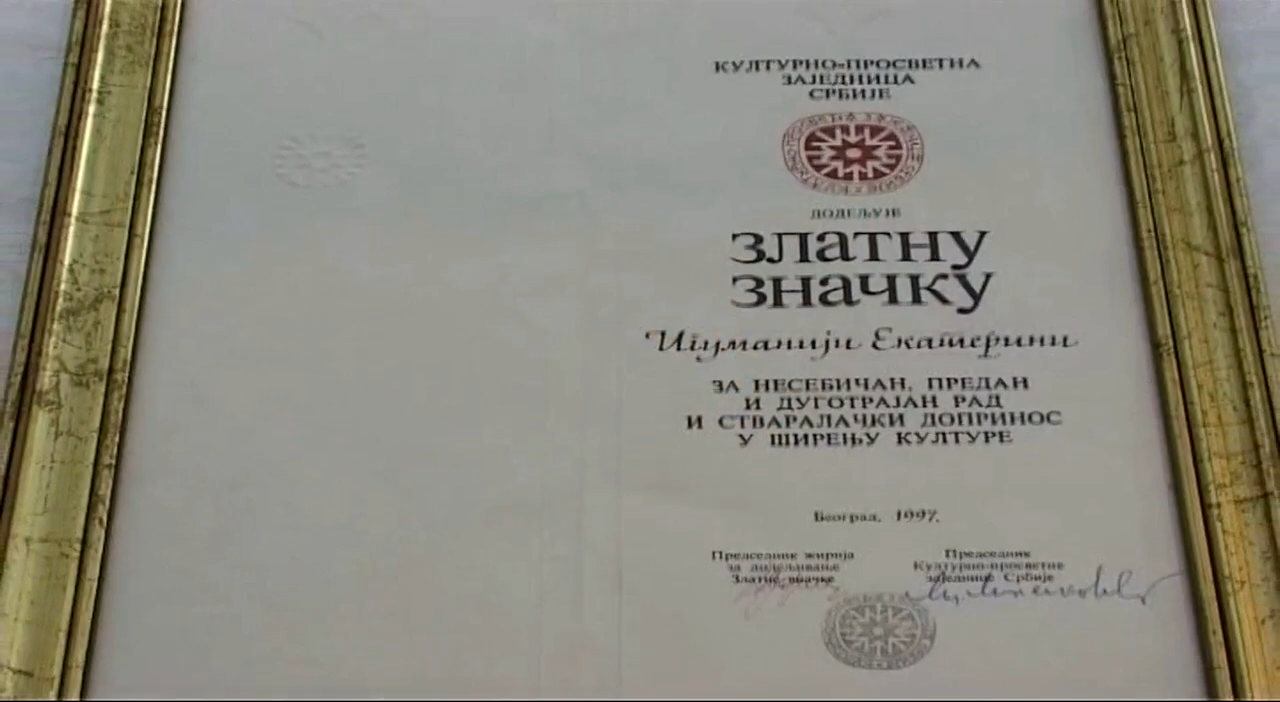 КУЛТУРНО-ПРОСВЕТНА
ЗАЈЕДНИЦА
СРБИЈЕ
ДОДЕЉУЈЕ
ЗЛАТНУ
ЗНАЧКУ
Игуманији Екатерини
ЗА НЕСЕБИЧАН, ПРЕДАН
И ДУГОТРАЈАН РАД
И СТВАРАЛАЧКИ ДОПРИНОС
У ШИРЕЊУ КУЛТУРЕ
Београд, 1997.
Председник жирија
за додељивање
Златне значке
Председник
Културно-просветне
заједнице Србије